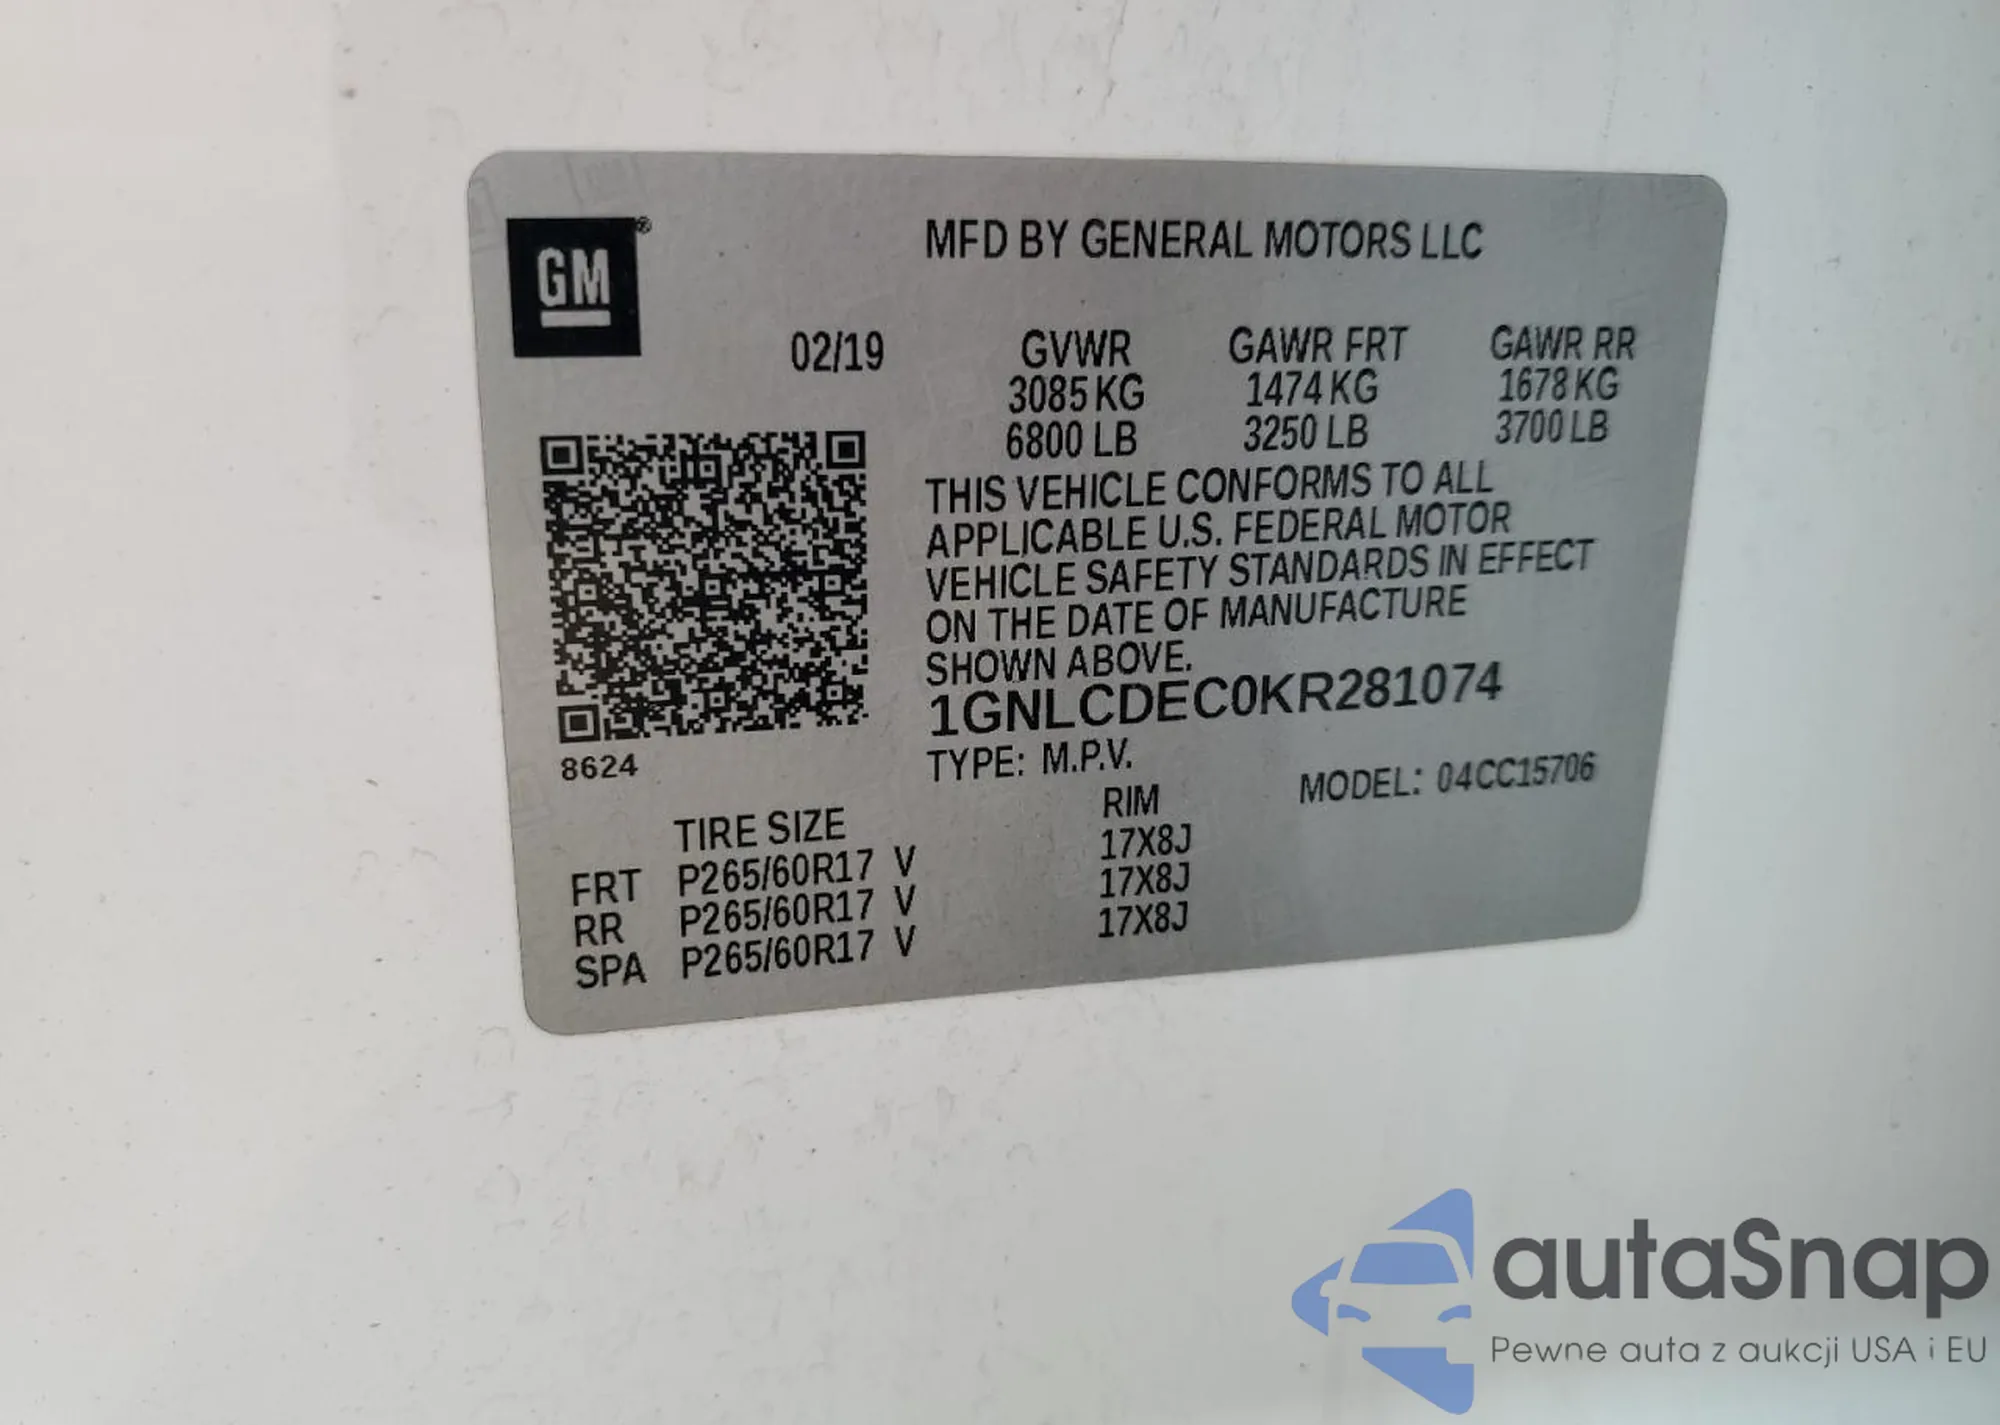 GM
MFD BY GENERAL MOTORS LLC
02/19 GVWR GAWR FRT GAWR RR
3085 KG 1474 KG 1678 KG
6800 LB 3250 LB 3700 LB
THIS VEHICLE CONFORMS TO ALL
APPLICABLE U.S. FEDERAL MOTOR
VEHICLE SAFETY STANDARDS IN EFFECT
ON THE DATE OF MANUFACTURE
SHOWN ABOVE.
1GNLCDEC0KR281074
8624
TYPE: M.P.V. MODEL: 04CC15706
TIRE SIZE RIM
FRT P265/60R17 V 17X8J
RR P265/60R17 V 17X8J
SPA P265/60R17 V 17X8J
autaSnap
Pewne auta z aukcji USA i EU